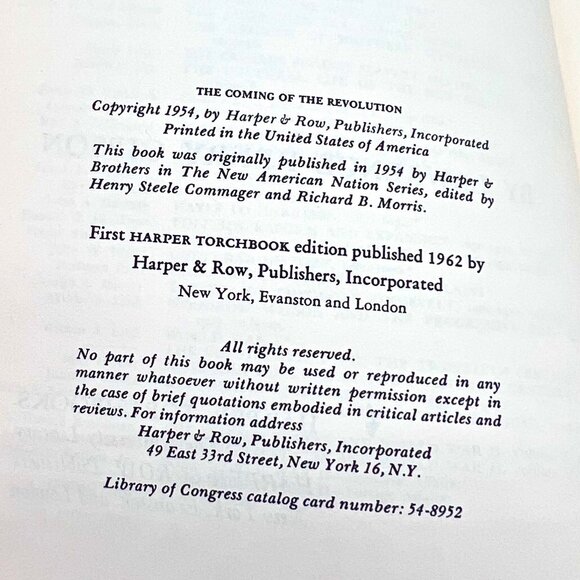 THE COMING OF THE REVOLUTION
Copyright 1954, by Harper & Row, Publishers, Incorporated
Printed in the United States of America
This book was originally published in 1954 by Harper &
Brothers in The New American Nation Series, edited by
Henry Steele Commager and Richard B. Morris.
First HARPER TORCHBOOK edition published 1962 by
Harper & Row, Publishers, Incorporated
New York, Evanston and London
All rights reserved.
No part of this book may be used or reproduced in any
manner whatsoever without written permission except in
the case of brief quotations embodied in critical articles and
reviews. For information address
Harper & Row, Publishers, Incorporated
49 East 33rd Street, New York 16, N.Y.
Library of Congress catalog card number: 54-8952